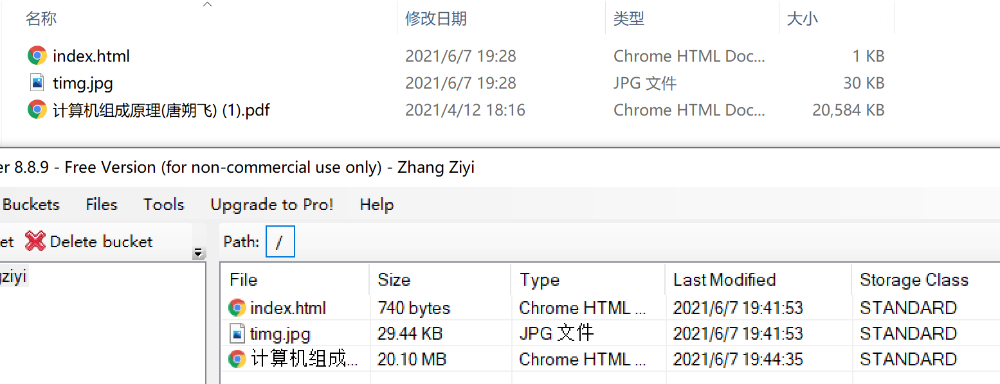 名称 修改日期 类型 大小
index.html 2021/6/7 19:28 Chrome HTML Doc... 1 KB
timg.jpg 2021/6/7 19:28 JPG 文件 30 KB
计算机组成原理(唐朔飞) (1).pdf 2021/4/12 18:16 Chrome HTML Doc... 20,584 KB
er 8.8.9 - Free Version (for non-commercial use only) - Zhang Ziyi
Buckets Files Tools Upgrade to Pro! Help
et Delete bucket Path: /
gziyi
File Size Type Last Modified Storage Class
index.html 740 bytes Chrome HTML ... 2021/6/7 19:41:53 STANDARD
timg.jpg 29.44 KB JPG 文件 2021/6/7 19:41:53 STANDARD
计算机组成... 20.10 MB Chrome HTML ... 2021/6/7 19:44:35 STANDARD